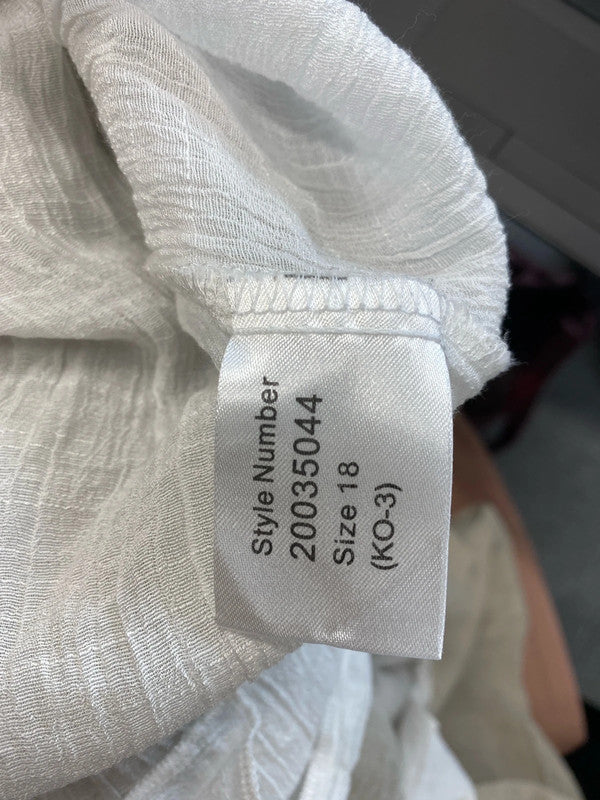 Style Number
20035044
Size 18
(KO-3)